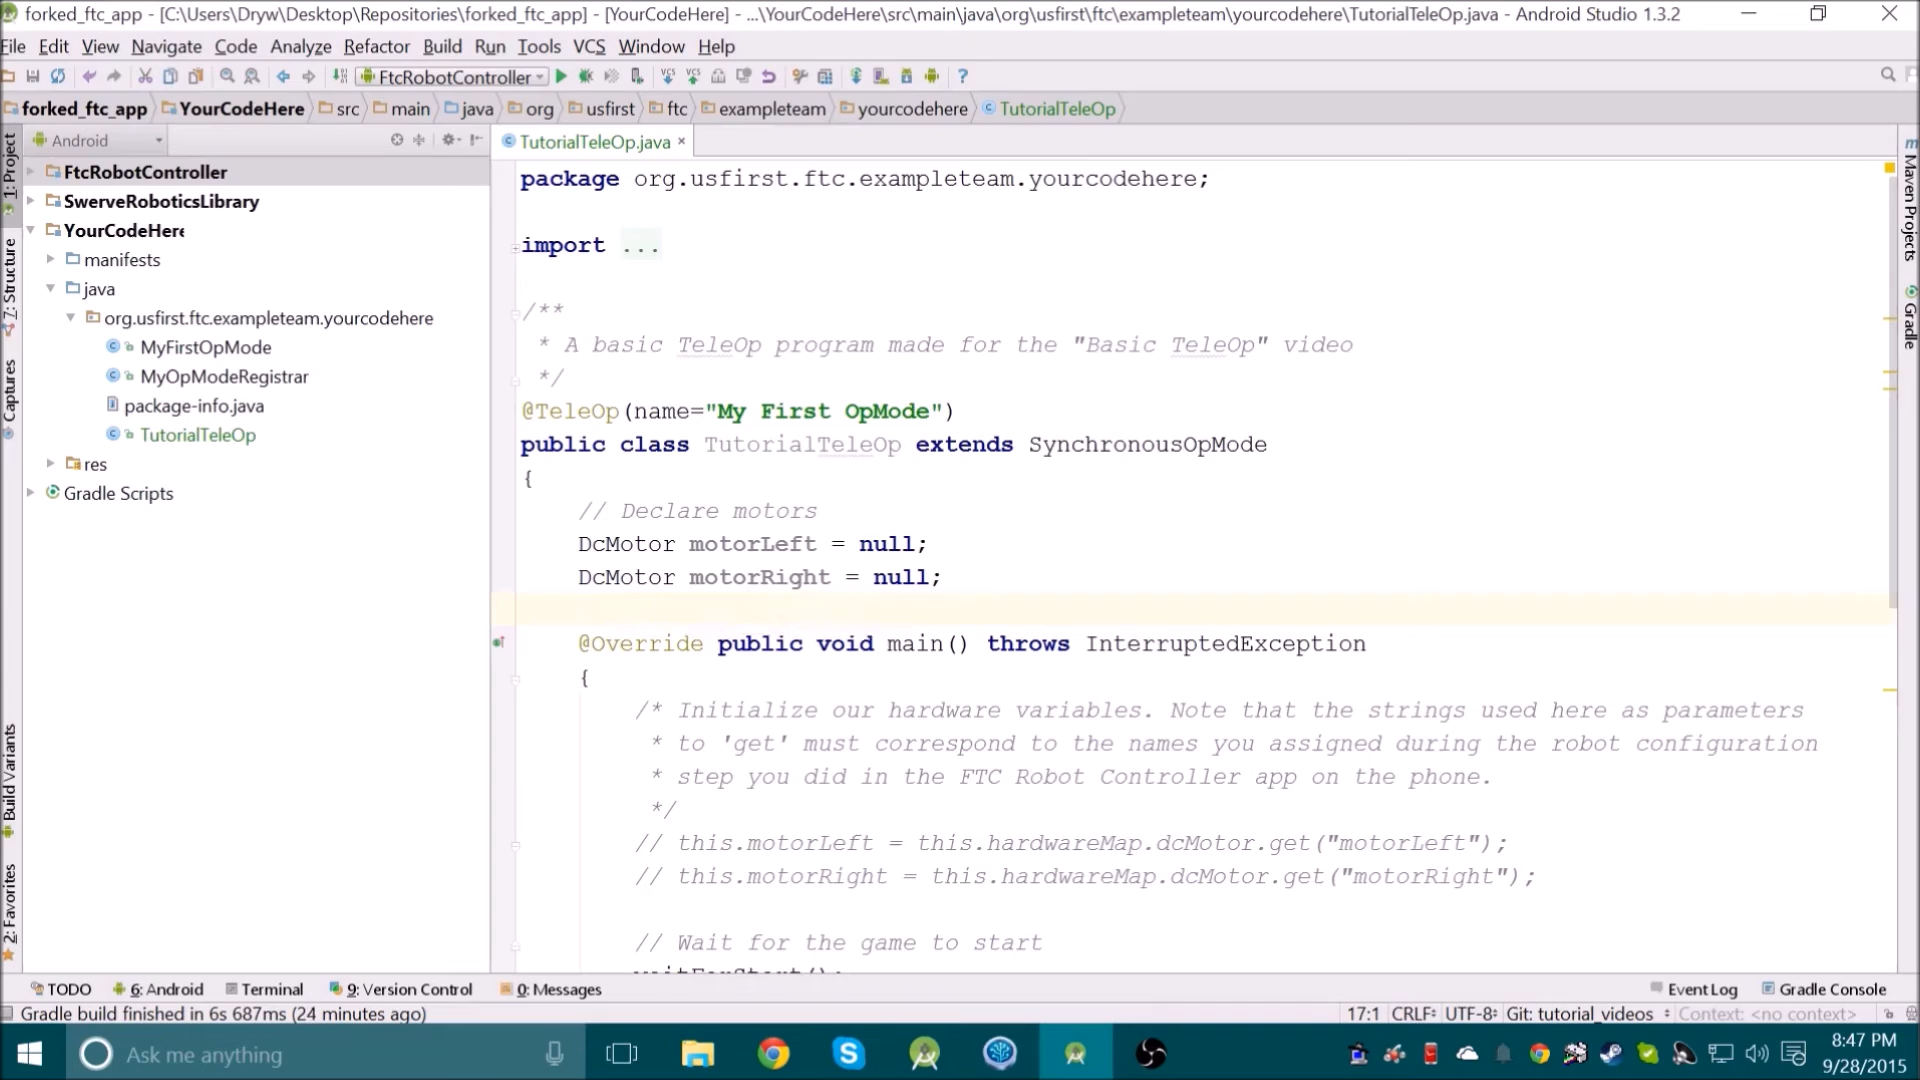 forked_ftc_app - [C:\Users\Dryw\Desktop\Repositories\forked_ftc_app] - [YourCodeHere] - ...\YourCodeHere\src\main\java\org\usfirst\ftc\exampleteam\yourcodehere\TutorialTeleOp.java - Android Studio 1.3.2
File Edit View Navigate Code Analyze Refactor Build Run Tools VCS Window Help
FtcRobotController
forked_ftc_app YourCodeHere src main java org usfirst ftc exampleteam yourcodehere TutorialTeleOp
Android
TutorialTeleOp.java
1: Project
7: Structure
Captures
Build Variants
2: Favorites
FtcRobotController
SwerveRoboticsLibrary
YourCodeHere
manifests
java
org.usfirst.ftc.exampleteam.yourcodehere
MyFirstOpMode
MyOpModeRegistrar
package-info.java
TutorialTeleOp
res
Gradle Scripts
package org.usfirst.ftc.exampleteam.yourcodehere;
import ...
/**
* A basic TeleOp program made for the "Basic TeleOp" video
*/
@TeleOp(name="My First OpMode")
public class TutorialTeleOp extends SynchronousOpMode
{
// Declare motors
DcMotor motorLeft = null;
DcMotor motorRight = null;
@Override public void main() throws InterruptedException
{
/* Initialize our hardware variables. Note that the strings used here as parameters
* to 'get' must correspond to the names you assigned during the robot configuration
* step you did in the FTC Robot Controller app on the phone.
*/
// this.motorLeft = this.hardwareMap.dcMotor.get("motorLeft");
// this.motorRight = this.hardwareMap.dcMotor.get("motorRight");
// Wait for the game to start
waitForStart();
Maven Projects
Gradle
TODO 6: Android Terminal 9: Version Control 0: Messages Event Log Gradle Console
Gradle build finished in 6s 687ms (24 minutes ago) 17:1 CRLF UTF-8 Git: tutorial_videos Context: <no context>
Ask me anything
8:47 PM
9/28/2015